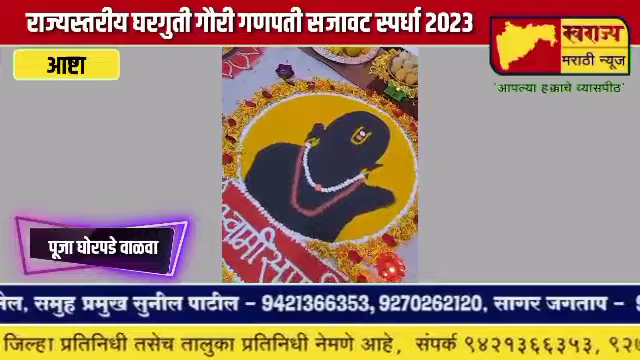 राज्यस्तरीय घरगुती गौरी गणपती सजावट स्पर्धा 2023
स्वराज्य
मराठी न्यूज
'आपल्या हक्काचे व्यासपीठ'
आष्टा
पूजा घोरपडे वाळवा
समुह प्रमुख सुनील पाटील - 9421366353, 9270262120, सागर जगताप -
जिल्हा प्रतिनिधी तसेच तालुका प्रतिनिधी नेमणे आहे, संपर्क ९४२१३६६३५३,